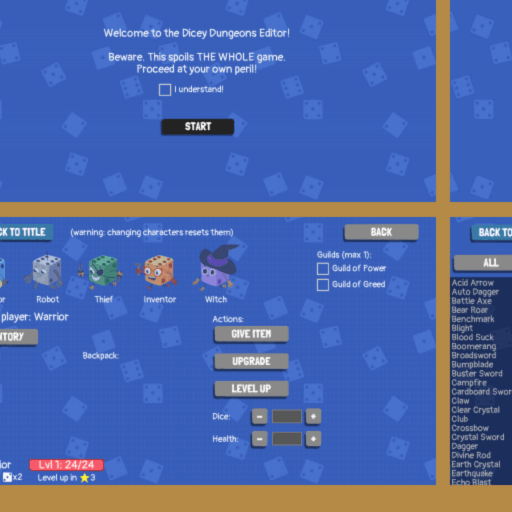 Welcome to the Dicey Dungeons Editor!
Beware. This spoils THE WHOLE game.
Proceed at your own peril!
I understand!
START
CK TO TITLE
(warning: changing characters resets them)
BACK
Guilds (max 1):
Guild of Power
Guild of Greed
or
Robot
Thief
Inventor
Witch
player: Warrior
NTORY
Backpack:
Actions:
GIVE ITEM
UPGRADE
LEVEL UP
Dice:
-
+
Health:
-
+
ior
Lvl 1: 24/24
x2
Level up in ⭐3
BACK TO
ALL
Acid Arrow
Auto Dagger
Battle Axe
Bear Roar
Benchmark
Blight
Blood Suck
Boomerang
Broadsword
Bumpblade
Buster Sword
Campfire
Cardboard Swor
Claw
Clear Crystal
Club
Crossbow
Crystal Sword
Dagger
Divine Rod
Earth Crystal
Earthquake
Echo Blast